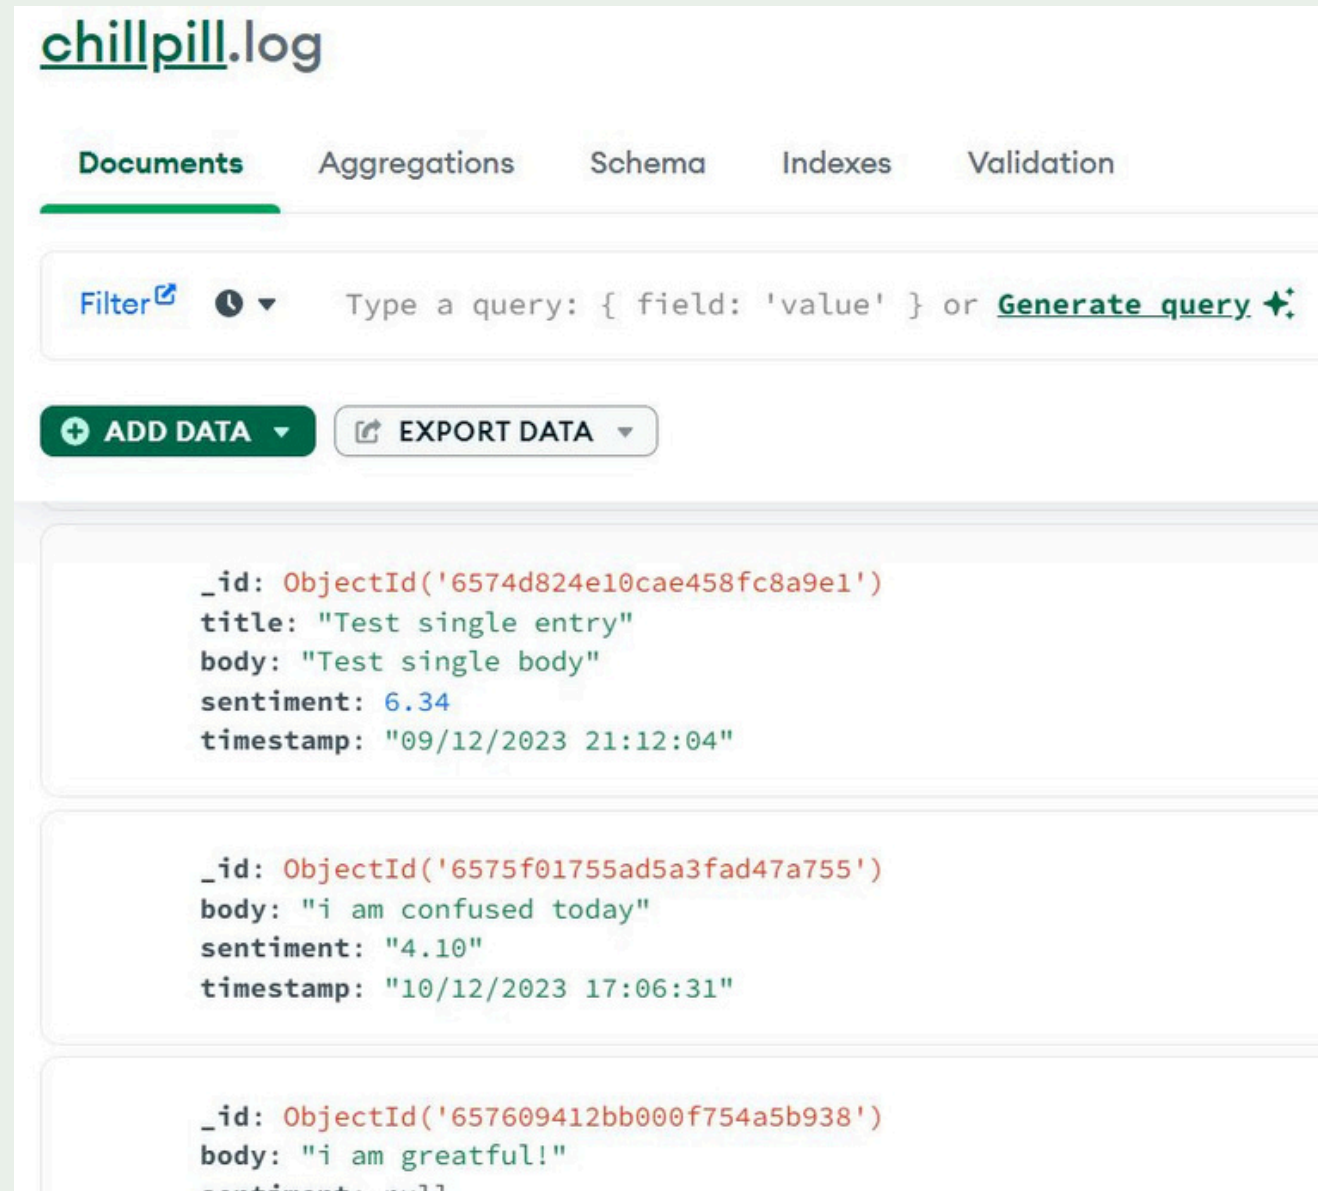 chillpill.log
Documents Aggregations Schema Indexes Validation
Filter Type a query: { field: 'value' } or Generate query
ADD DATA EXPORT DATA
_id: ObjectId('6574d824e10cae458fc8a9e1')
title: "Test single entry"
body: "Test single body"
sentiment: 6.34
timestamp: "09/12/2023 21:12:04"
_id: ObjectId('6575f01755ad5a3fad47a755')
body: "i am confused today"
sentiment: "4.10"
timestamp: "10/12/2023 17:06:31"
_id: ObjectId('657609412bb000f754a5b938')
body: "i am greatful!"
sentiment: null